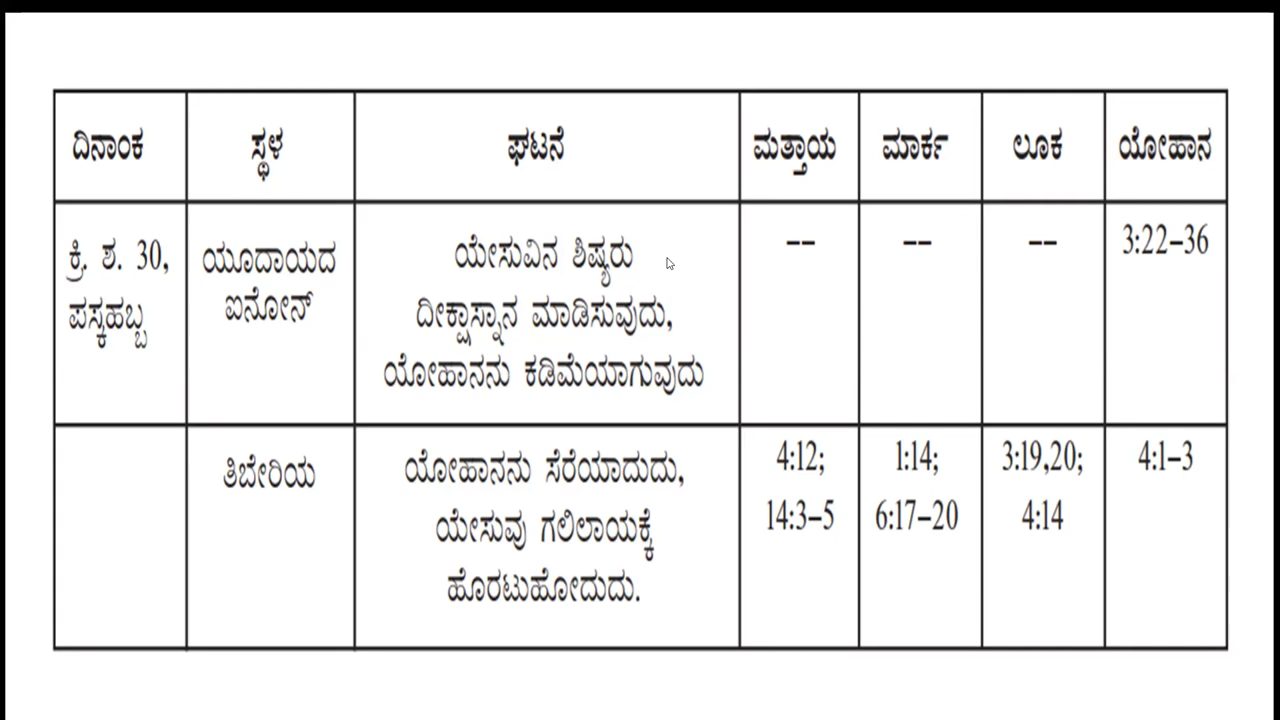 ದಿನಾಂಕ ಸ್ಥಳ ಘಟನೆ ಮತ್ತಾಯ ಮಾರ್ಕ ಲೂಕ ಯೋಹಾನ
ಕ್ರಿ. ಶ. 30, ಯೂದಾಯದ ಯೇಸುವಿನ ಶಿಷ್ಯರು -- -- -- 3:22–36
ಪಸ್ಕಹಬ್ಬ ಐನೋನ್ ದೀಕ್ಷಾಸ್ನಾನ ಮಾಡಿಸುವುದು,
ಯೋಹಾನನು ಕಡಿಮೆಯಾಗುವುದು
ತಿಬೇರಿಯ ಯೋಹಾನನು ಸೆರೆಯಾದುದು, 4:12; 1:14; 3:19,20; 4:1–3
ಯೇಸುವು ಗಲಿಲಾಯಕ್ಕೆ 14:3–5 6:17–20 4:14
ಹೊರಟುಹೋದುದು.